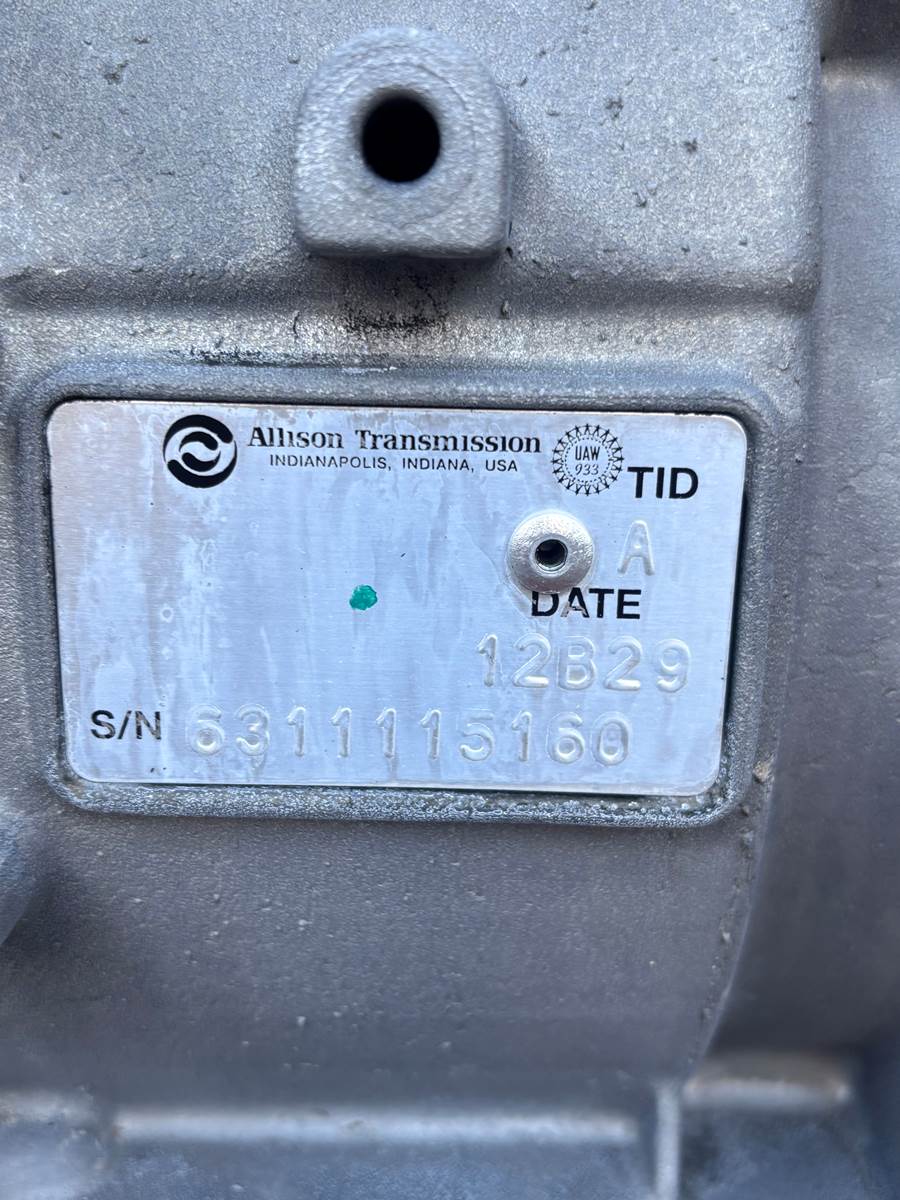 Allison Transmission
INDIANAPOLIS, INDIANA, USA
UAW
933
TID
A
DATE
12B29
S/N 6311115160